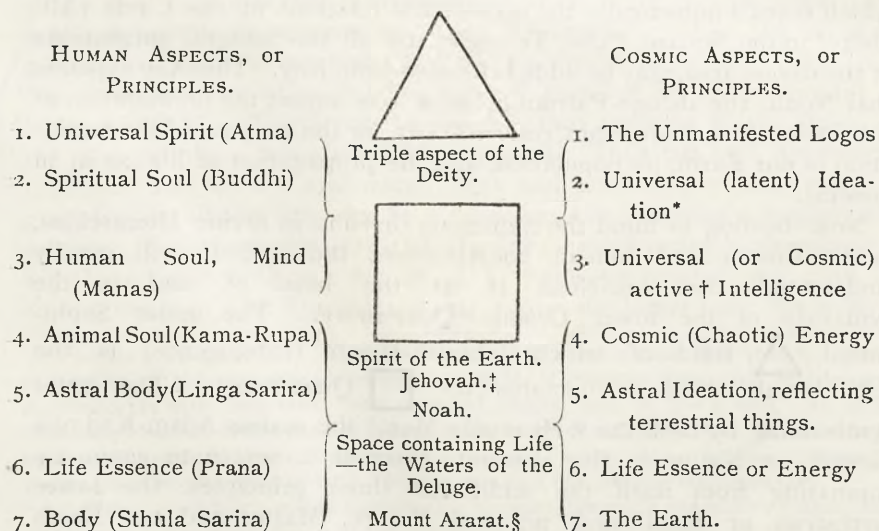 HUMAN ASPECTS, OR
PRINCIPLES.
1. Universal Spirit (Atma)
2. Spiritual Soul (Buddhi)
3. Human Soul, Mind
(Manas)
4. Animal Soul (Kama-Rupa)
5. Astral Body (Linga Sarira)
6. Life Essence (Prana)
7. Body (Sthula Sarira)
Triple aspect of the
Deity.
Spirit of the Earth.
Jehovah.‡
Noah.
Space containing Life
—the Waters of the
Deluge.
Mount Ararat.§
COSMIC ASPECTS, OR
PRINCIPLES.
1. The Unmanifested Logos
2. Universal (latent) Idea-
tion*
3. Universal (or Cosmic)
active † Intelligence
4. Cosmic (Chaotic) Energy
5. Astral Ideation, reflecting
terrestrial things.
6. Life Essence or Energy
7. The Earth.